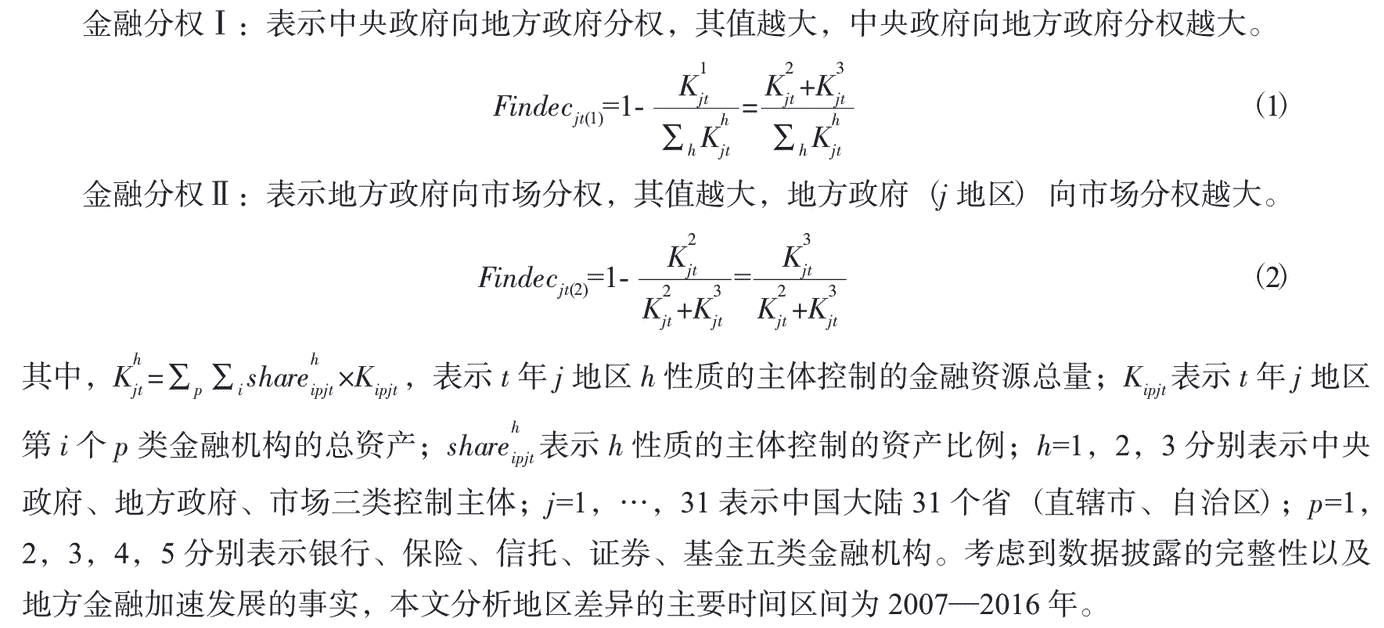 金融分权Ⅰ：表示中央政府向地方政府分权，其值越大，中央政府向地方政府分权越大。
$Findec_{jt(1)}=1-\frac{K_{jt}^{1}}{\sum_{h}K_{jt}^{h}}=\frac{K_{jt}^{2}+K_{jt}^{3}}{\sum_{h}K_{jt}^{h}}$ （1）
金融分权Ⅱ：表示地方政府向市场分权，其值越大，地方政府（j 地区）向市场分权越大。
$Findec_{jt(2)}=1-\frac{K_{jt}^{2}}{K_{jt}^{2}+K_{jt}^{3}}=\frac{K_{jt}^{3}}{K_{jt}^{2}+K_{jt}^{3}}$ （2）
其中，$K_{jt}^{h}=\sum_{p}\sum_{i}share_{ipjt}^{h}×K_{ipjt}$，表示 t 年 j 地区 h 性质的主体控制的金融资源总量；$K_{ipjt}$ 表示 t 年 j 地区
第 i 个 p 类金融机构的总资产；$share_{ipjt}^{h}$ 表示 h 性质的主体控制的资产比例；h=1，2，3 分别表示中央
政府、地方政府、市场三类控制主体；j=1，…，31 表示中国大陆 31 个省（直辖市、自治区）；p=1，
2，3，4，5 分别表示银行、保险、信托、证券、基金五类金融机构。考虑到数据披露的完整性以及
地方金融加速发展的事实，本文分析地区差异的主要时间区间为 2007—2016 年。